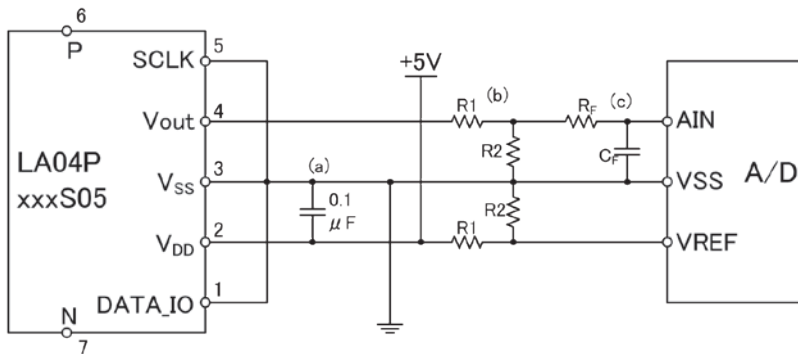 6
P
SCLK
5
+5V
Vout
4
R1
(b)
RF
(c)
AIN
LA04P
xxxS05
R2
CF
VSS
3
(a)
VSS
A/D
0.1
μF
R2
VDD
2
R1
VREF
DATA_IO
1
N
7